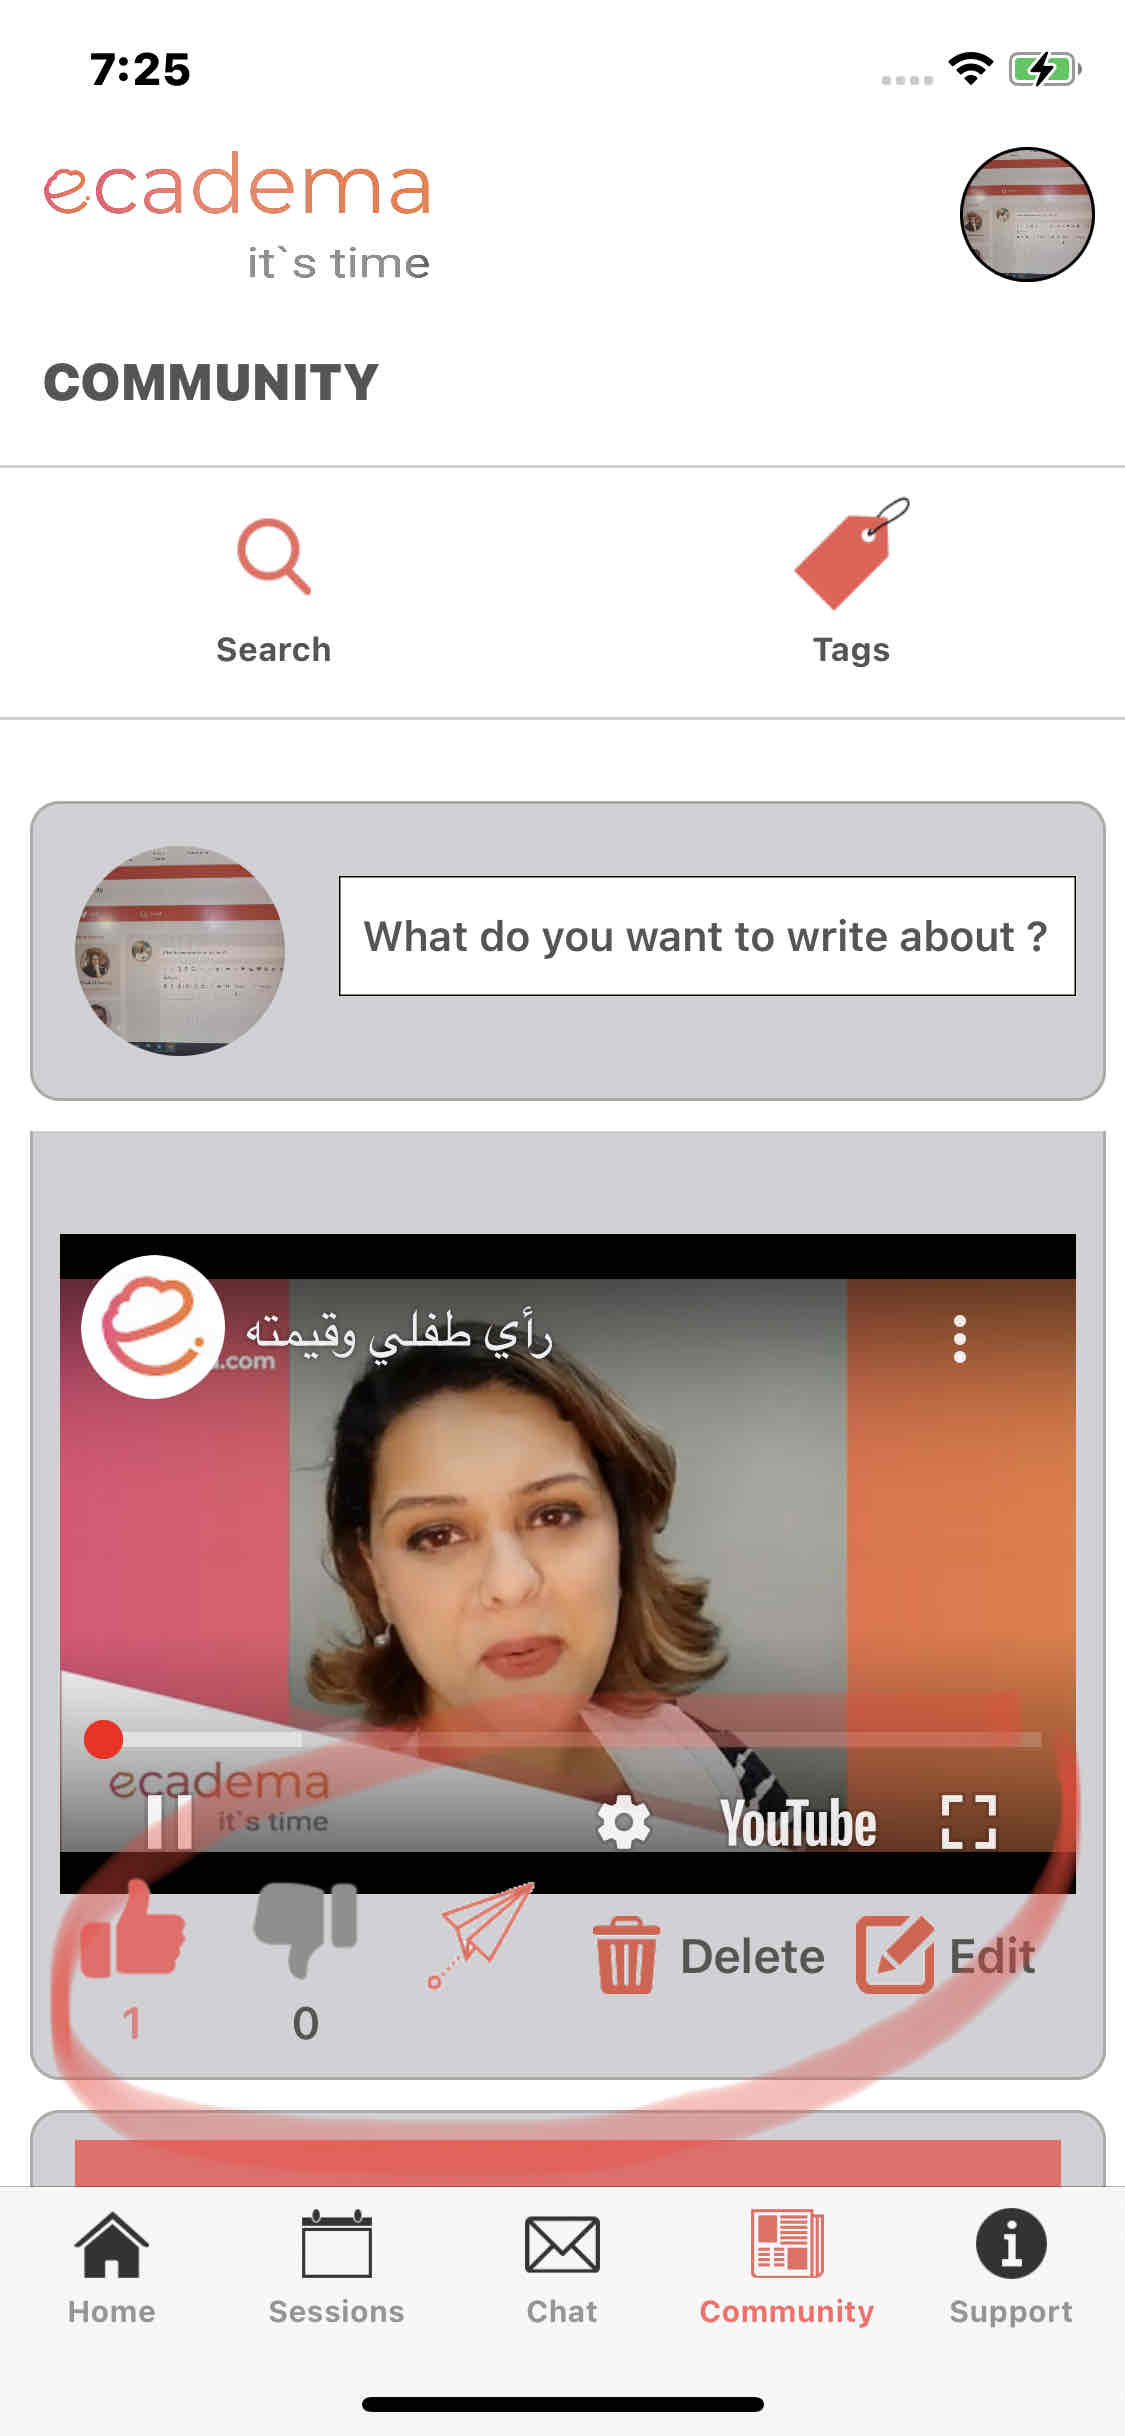 7:25
ecadema
it`s time
COMMUNITY
Search
Tags
What do you want to write about ?
رأي طفلي وقيمته
.com
ecadema
it's time
YouTube
Delete
Edit
1
0
Home
Sessions
Chat
Community
Support